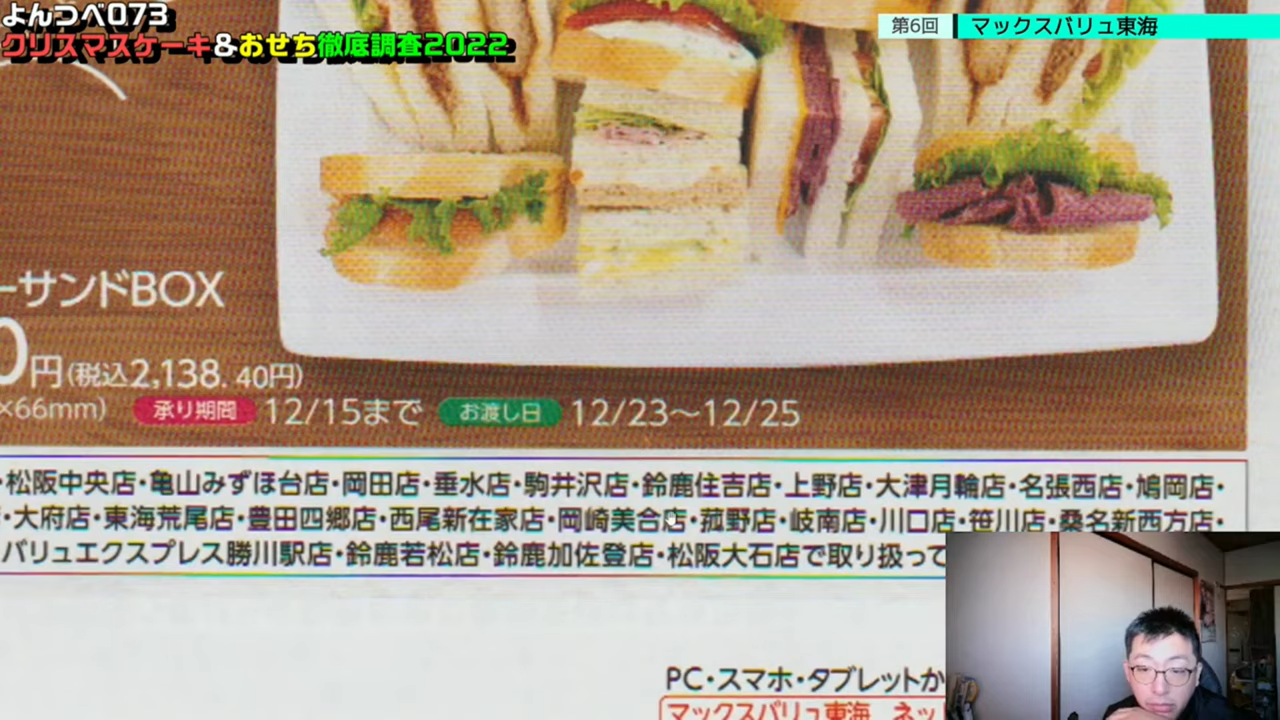 よんつべ073
クリスマスケーキ&おせち徹底調査2022
第6回 マックスバリュ東海
ーサンドBOX
0円(税込2,138.40円)
×66mm) 承り期間 12/15まで お渡し日 12/23〜12/25
・松阪中央店・亀山みずほ台店・岡田店・垂水店・駒井沢店・鈴鹿住吉店・上野店・大津月輪店・名張西店・鳩岡店・
・大府店・東海荒尾店・豊田四郷店・西尾新在家店・岡崎美合店・菰野店・岐南店・川口店・笹川店・桑名新西方店・
バリュエクスプレス勝川駅店・鈴鹿若松店・鈴鹿加佐登店・松阪大石店で取り扱って
PC・スマホ・タブレットか
マックスバリュ東海 ネッ